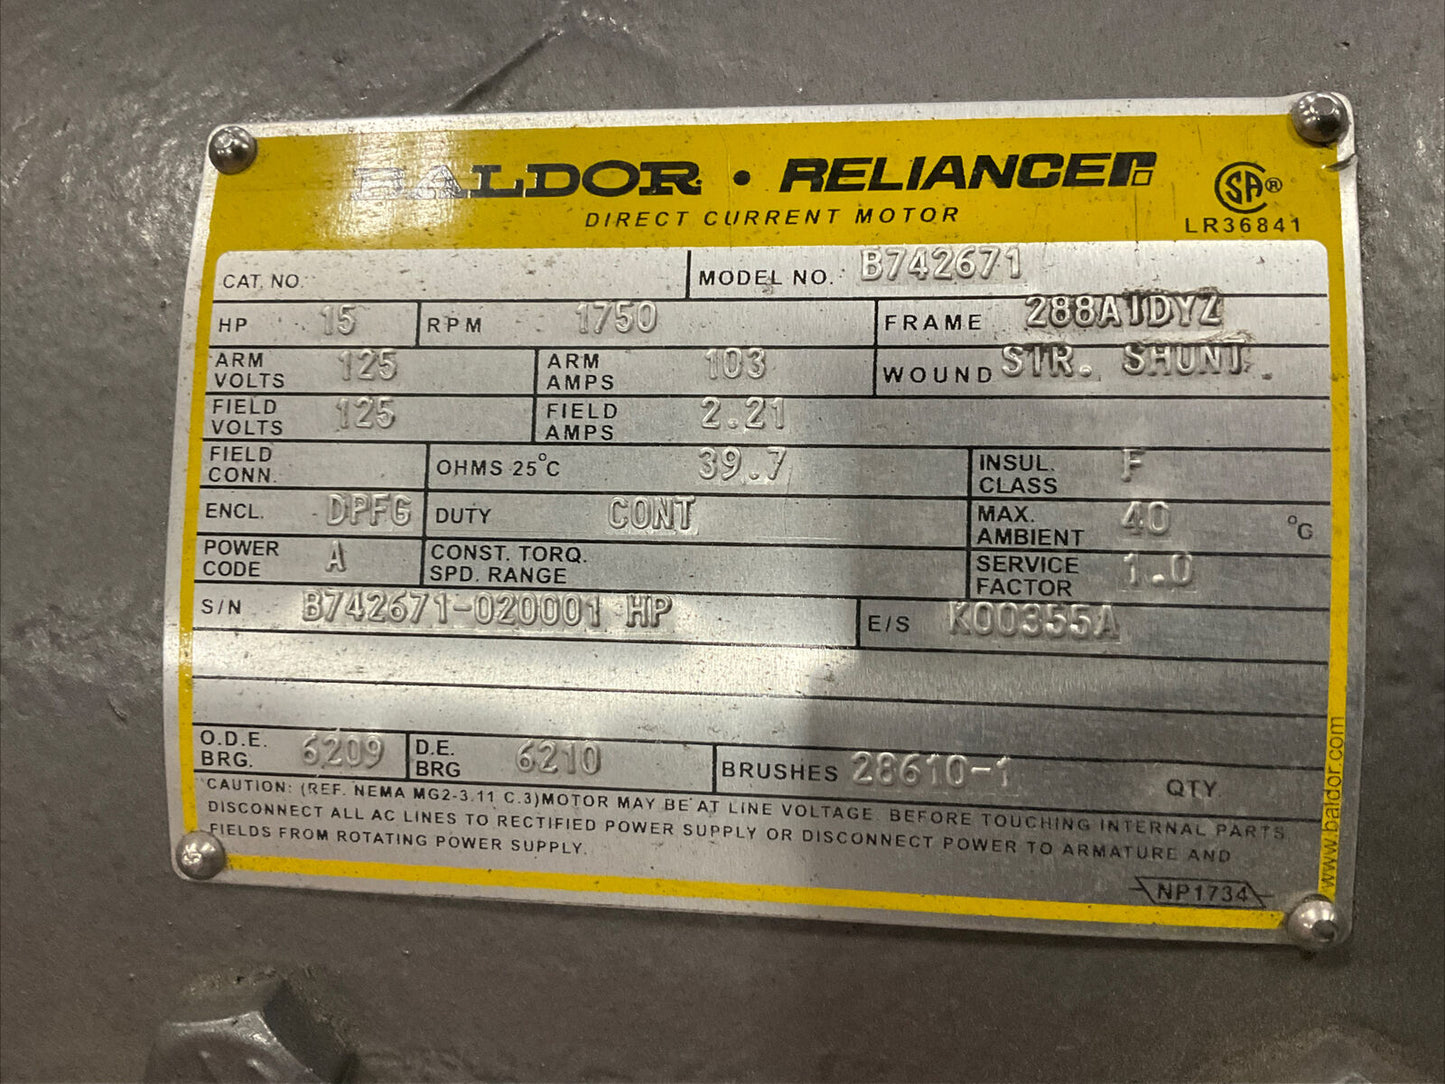 BALDOR • RELIANCE
DIRECT CURRENT MOTOR
SA®
LR36841
CAT. NO. MODEL NO. B742671
HP 15 RPM 1750 FRAME 288A1DYZ
ARM VOLTS 125 ARM AMPS 103 WOUND STR. SHUNT
FIELD VOLTS 125 FIELD AMPS 2.21
FIELD CONN. OHMS 25°C 39.7 INSUL. CLASS F
ENCL. DPFG DUTY CONT MAX. AMBIENT 40 °C
POWER CODE A CONST. TORQ. SPD. RANGE SERVICE FACTOR 1.0
S/N B742671-020001 HP E/S K00355A
O.D.E. BRG. 6209 D.E. BRG 6210 BRUSHES 28610-1 QTY
CAUTION: (REF. NEMA MG2-3.11 C.3)MOTOR MAY BE AT LINE VOLTAGE. BEFORE TOUCHING INTERNAL PARTS
DISCONNECT ALL AC LINES TO RECTIFIED POWER SUPPLY OR DISCONNECT POWER TO ARMATURE AND
FIELDS FROM ROTATING POWER SUPPLY.
NP1734
www.baldor.com